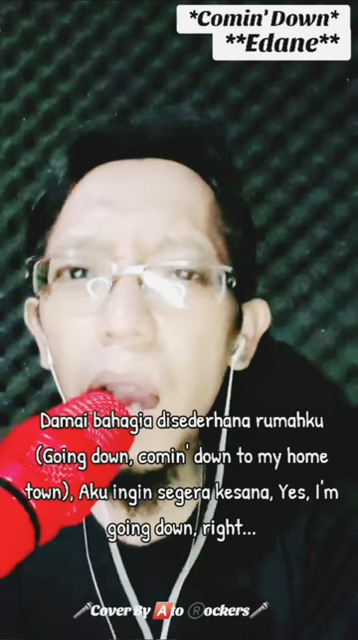 *Comin' Down*
**Edane**
Damai bahagia disederhana rumahku
(Going down, comin' down to my home
town), Aku ingin segera kesana, Yes, I'm
going down, right...
🎤Cover By 🅰️to Ⓡockers🎤